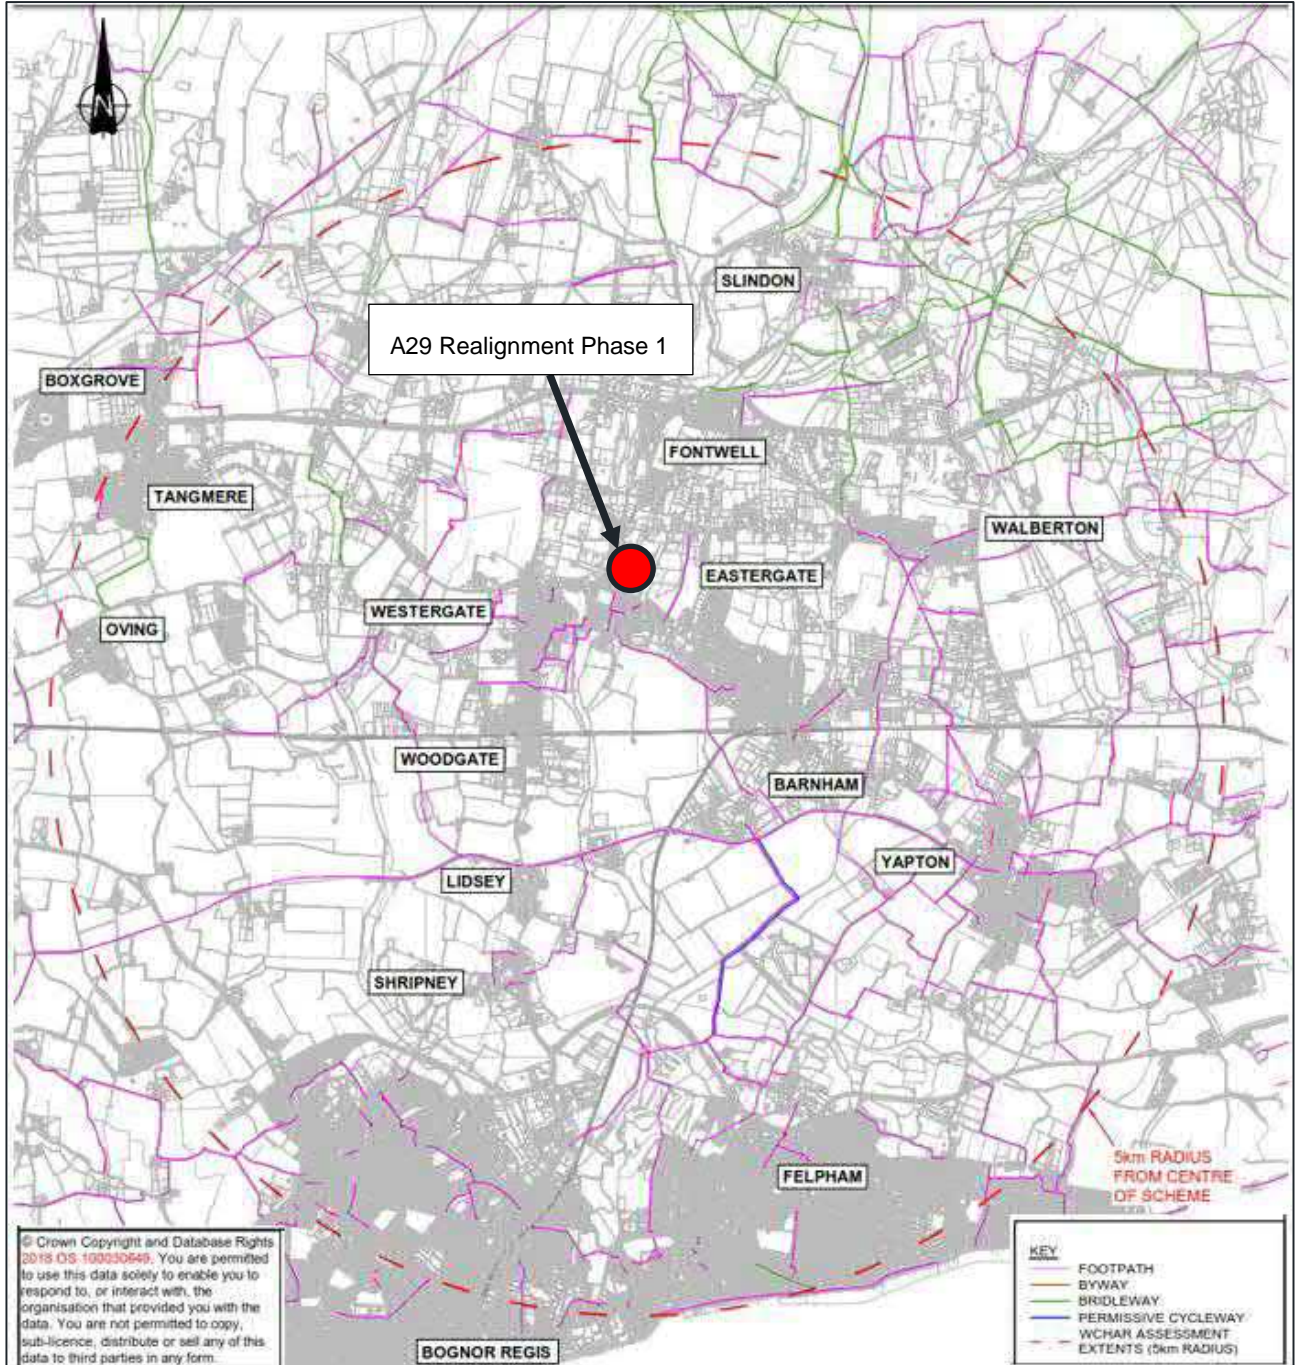 N
SLINDON
A29 Realignment Phase 1
BOXGROVE
FONTWELL
TANGMERE
WALBERTON
EASTERGATE
WESTERGATE
OVING
WOODGATE
BARNHAM
YAPTON
LIDSEY
SHRIPNEY
5km RADIUS
FROM CENTRE
OF SCHEME
FELPHAM
© Crown Copyright and Database Rights
2018 OS 100030649. You are permitted
to use this data solely to enable you to
respond to, or interact with, the
organisation that provided you with the
data. You are not permitted to copy,
sub-licence, distribute or sell any of this
data to third parties in any form.
KEY
FOOTPATH
BYWAY
BRIDLEWAY
PERMISSIVE CYCLEWAY
WCHAR ASSESSMENT
EXTENTS (5km RADIUS)
BOGNOR REGIS